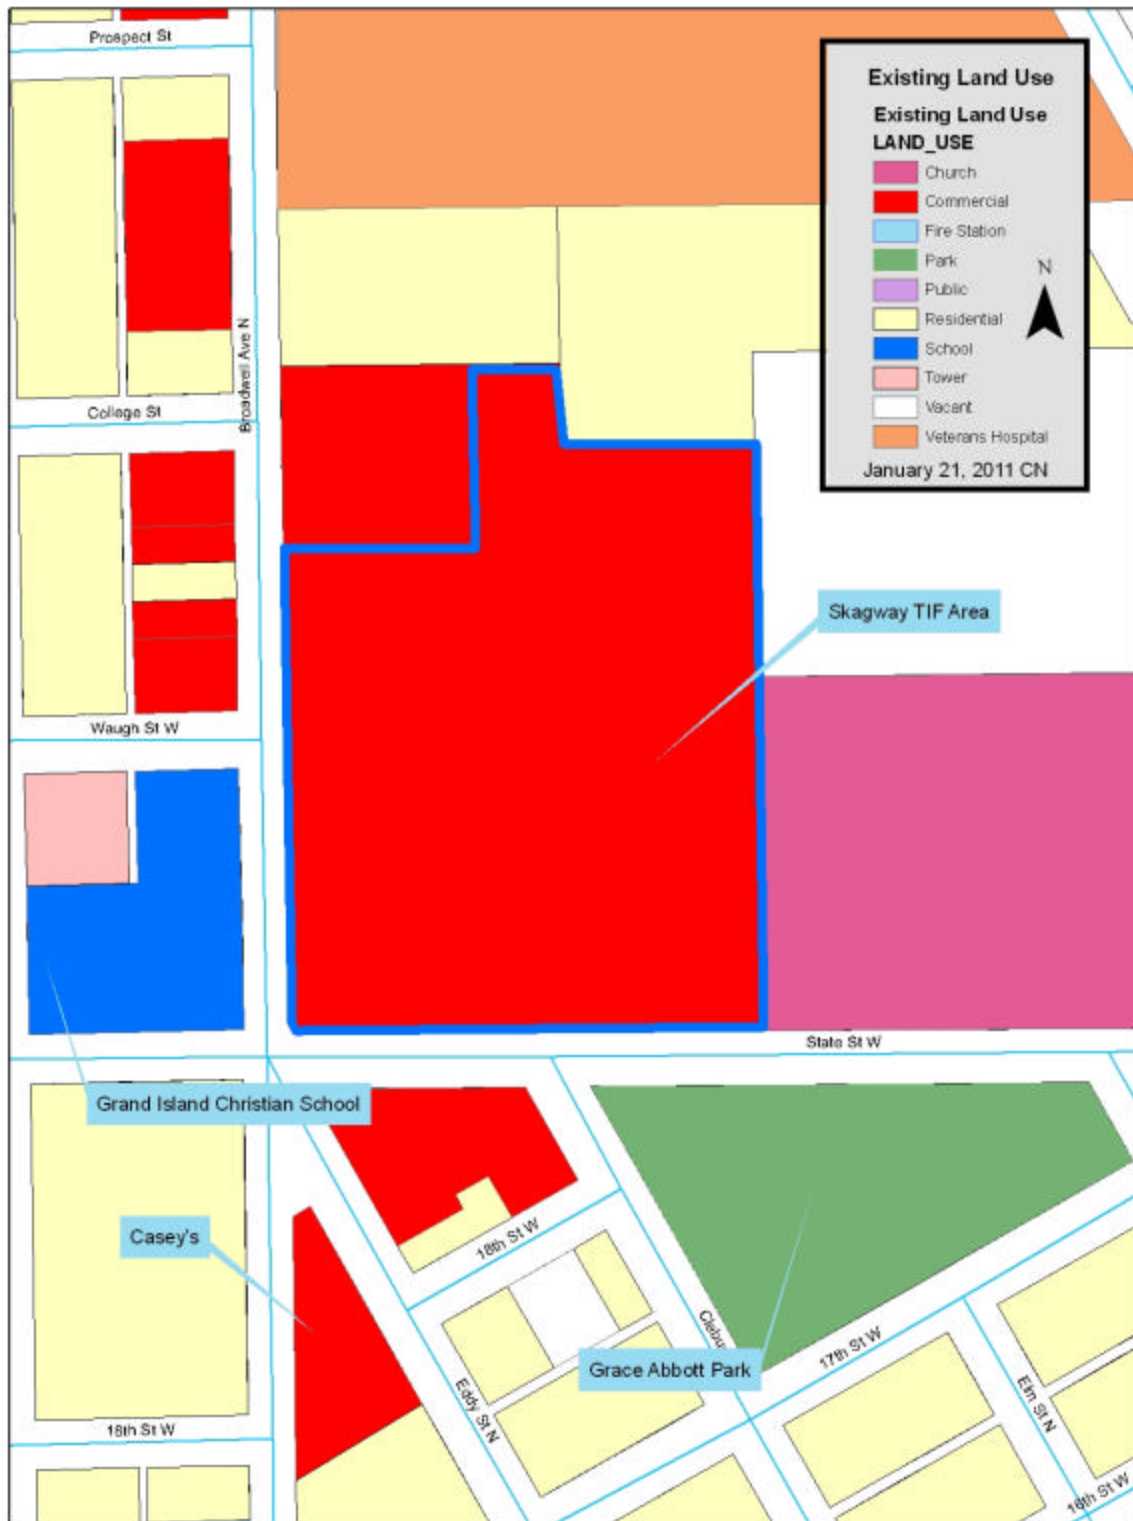 Prospect St
Existing Land Use
Existing Land Use
LAND_USE
Church
Commercial
Fire Station
Park
Public
Residential
School
Tower
Vacant
Veterans Hospital
January 21, 2011 CN
N
Broadwell Ave N
College St
Skagway TIF Area
Waugh St W
State St W
Grand Island Christian School
Casey's
18th St W
Grace Abbott Park
17th St W
Eddy St N
Elm St N
16th St W